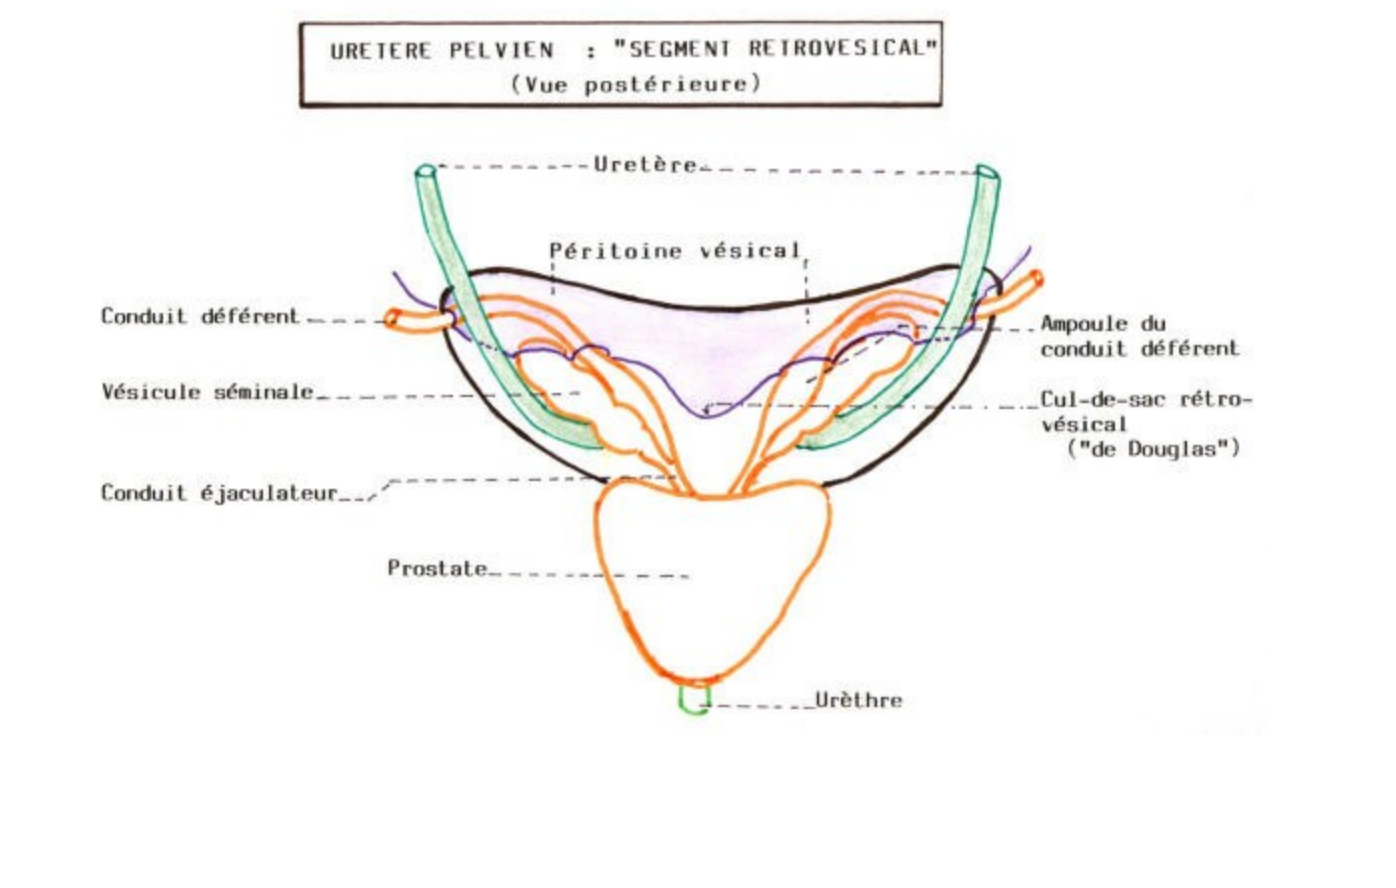 URETERE PELVIEN : "SEGMENT RETROVESICAL"
(Vue postérieure)
Uretère
Péritoine vésical
Conduit déférent
Ampoule du
conduit déférent
Vésicule séminale
Cul-de-sac rétro-
vésical
("de Douglas")
Conduit éjaculateur
Prostate
Urèthre